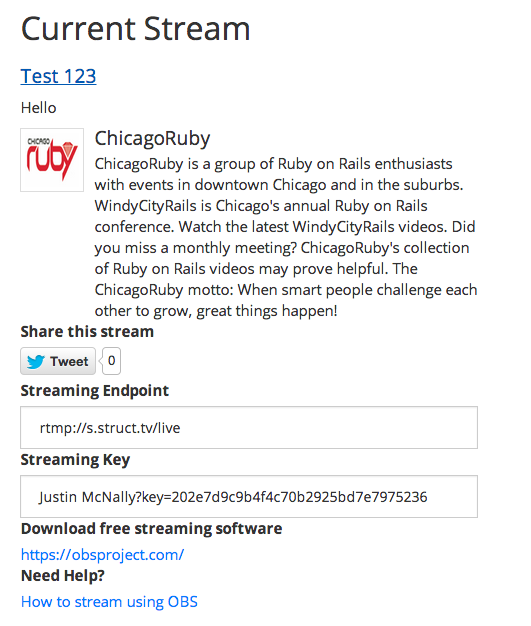 Current Stream
Test 123
Hello
CHICAGO
ruby
ChicagoRuby
ChicagoRuby is a group of Ruby on Rails enthusiasts
with events in downtown Chicago and in the suburbs.
WindyCityRails is Chicago's annual Ruby on Rails
conference. Watch the latest WindyCityRails videos. Did
you miss a monthly meeting? ChicagoRuby's collection
of Ruby on Rails videos may prove helpful. The
ChicagoRuby motto: When smart people challenge each
other to grow, great things happen!
Share this stream
Tweet 0
Streaming Endpoint
rtmp://s.struct.tv/live
Streaming Key
Justin McNally?key=202e7d9c9b4f4c70b2925bd7e7975236
Download free streaming software
https://obsproject.com/
Need Help?
How to stream using OBS